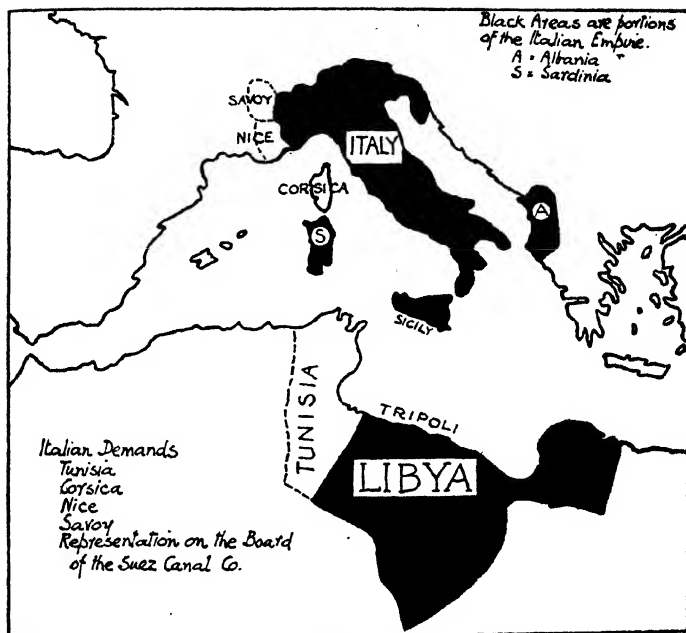 Black Areas are portions
of the Italian Empire.
A = Albania
S = Sardinia
SAVOY
NICE
ITALY
CORSICA
A
S
SICILY
TUNISIA
TRIPOLI
LIBYA
Italian Demands
Tunisia
Corsica
Nice
Savoy
Representation on the Board
of the Suez Canal Co.